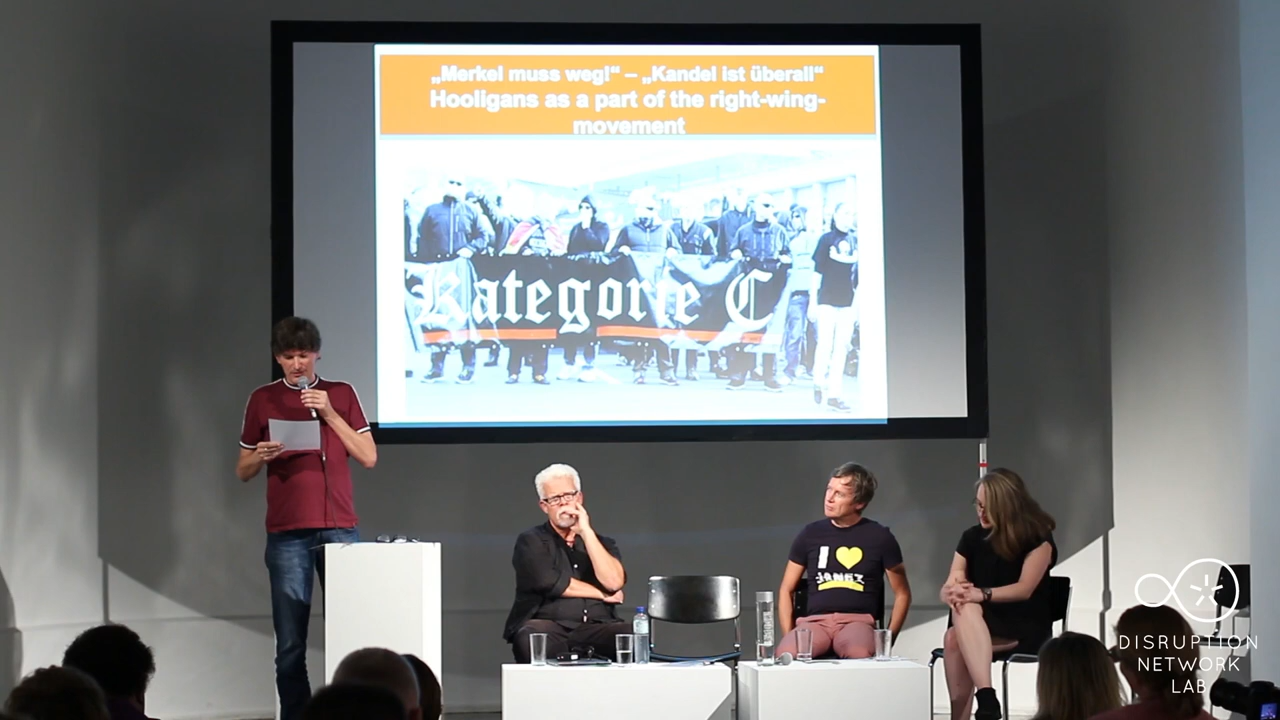 „Merkel muss weg!“ – „Kandel ist überall“
Hooligans as a part of the right-wing-
movement
Kategorie C
I
DISRUPTION
NETWORK
LAB